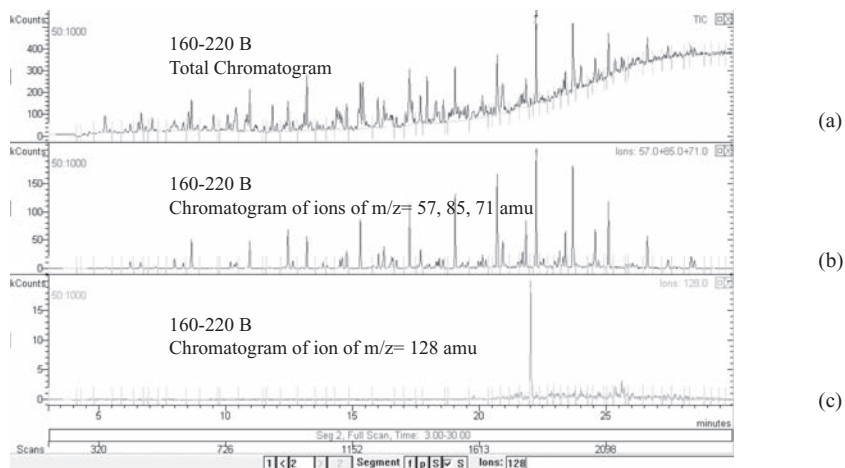 kCounts
50:1000
TIC
160-220 B
Total Chromatogram
400
300
200
100
0
(a)
kCounts
50:1000
Ions: 57.0+85.0+71.0
160-220 B
Chromatogram of ions of m/z= 57, 85, 71 amu
150
100
50
0
(b)
kCounts
50:1000
Ions: 128.0
160-220 B
Chromatogram of ion of m/z= 128 amu
15
10
5
0
(c)
5 10 15 20 25
minutes
Seg 2, Full Scan, Time: 3.00-30.00
Scans 320 726 1152 1613 2098
1 < 2 > 2 Segment f p S S Ions: 128